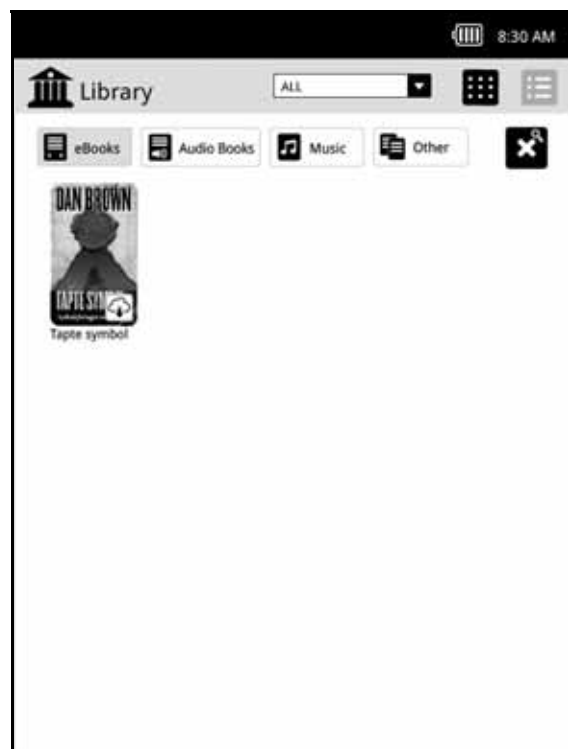 8:30 AM
Library
ALL
eBooks
Audio Books
Music
Other
DAN BROWN
Tapte symbol